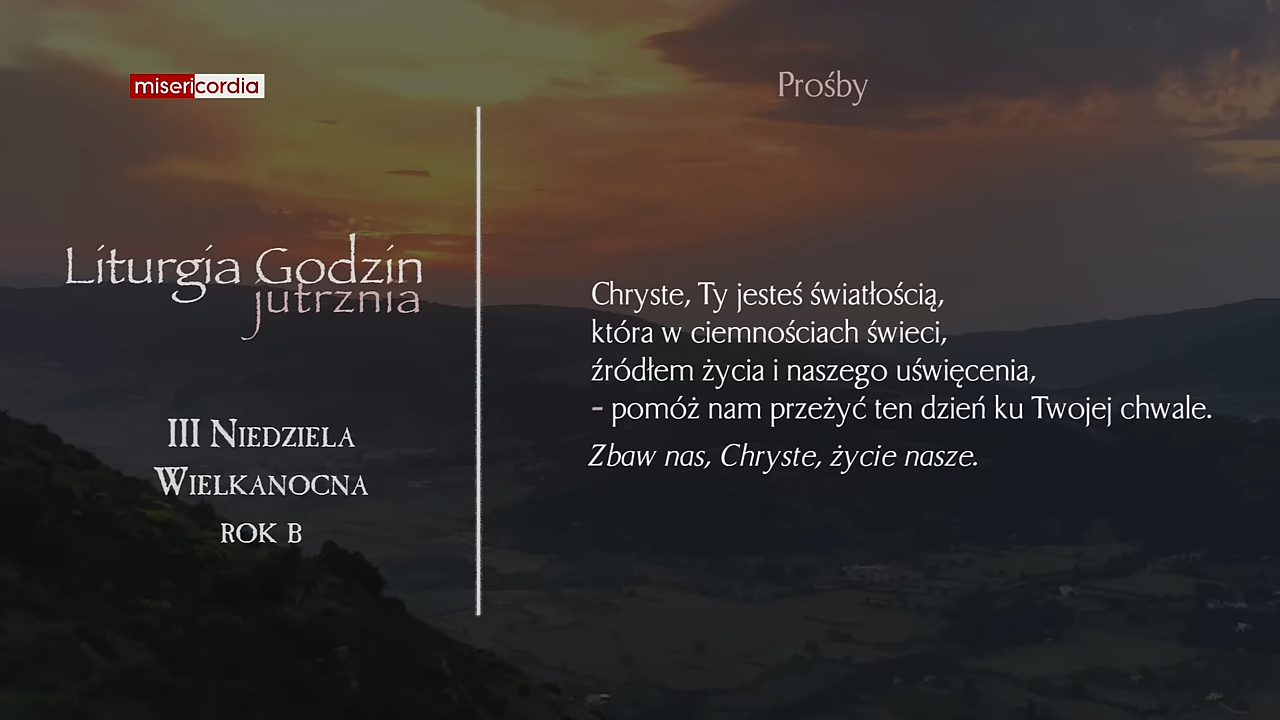 misericordia
Liturgia Godzin
jutrznia
III Niedziela
Wielkanocna
rok B
Prośby
Chryste, Ty jesteś światłością,
która w ciemnościach świeci,
źródłem życia i naszego uświęcenia,
- pomóż nam przeżyć ten dzień ku Twojej chwale.
Zbaw nas, Chryste, życie nasze.